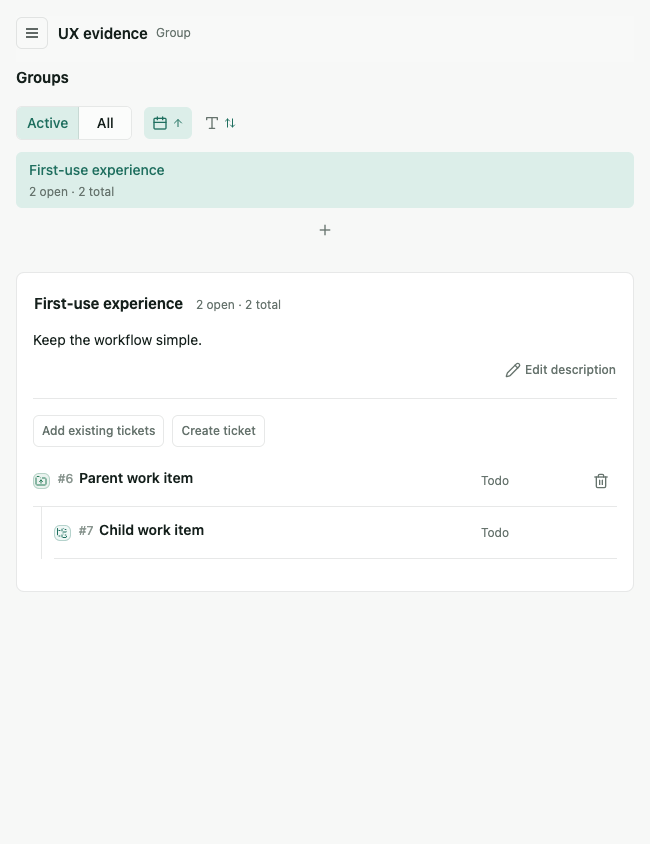 UX evidence Group
Groups
Active All
First-use experience
2 open · 2 total
First-use experience 2 open · 2 total
Keep the workflow simple.
Edit description
Add existing tickets Create ticket
#6 Parent work item Todo
#7 Child work item Todo